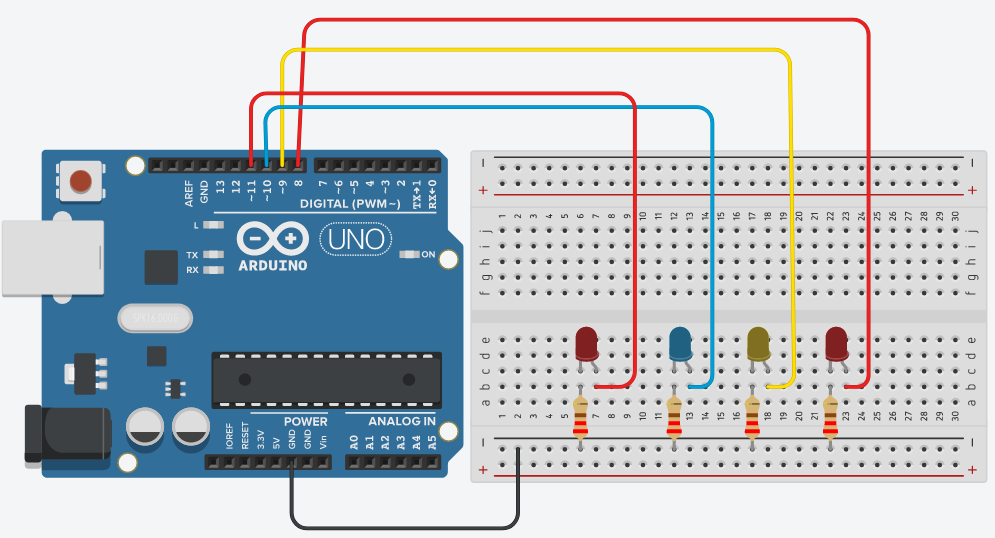 AREF
GND
13
12
~11
~10
~9
8
7
~6
~5
4
~3
2
TX→1
RX←0
DIGITAL (PWM~)
L
TX
RX
UNO
ARDUINO
ON
POWER
ANALOG IN
IOREF
RESET
3.3V
5V
GND
GND
Vin
A0
A1
A2
A3
A4
A5
− −
+ +
1 2 3 4 5 6 7 8 9 10 11 12 13 14 15 16 17 18 19 20 21 22 23 24 25 26 27 28 29 30
j j
i i
h h
g g
f f
e e
d d
c c
b b
a a
1 2 3 4 5 6 7 8 9 10 11 12 13 14 15 16 17 18 19 20 21 22 23 24 25 26 27 28 29 30
− −
+ +